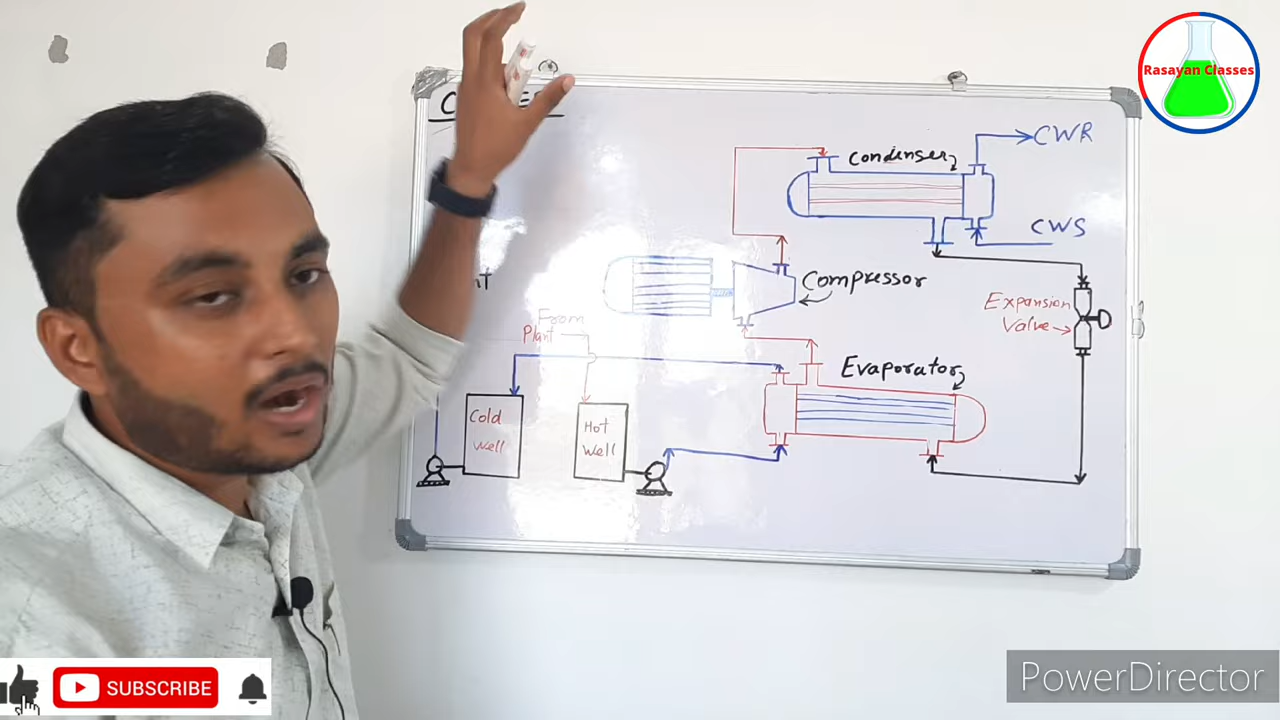 Rasayan Classes
CWR
Condenser
CWS
Compressor
Expansion
Valve
From
Plant
Evaporator
Cold
Well
Hot
Well
SUBSCRIBE
PowerDirector